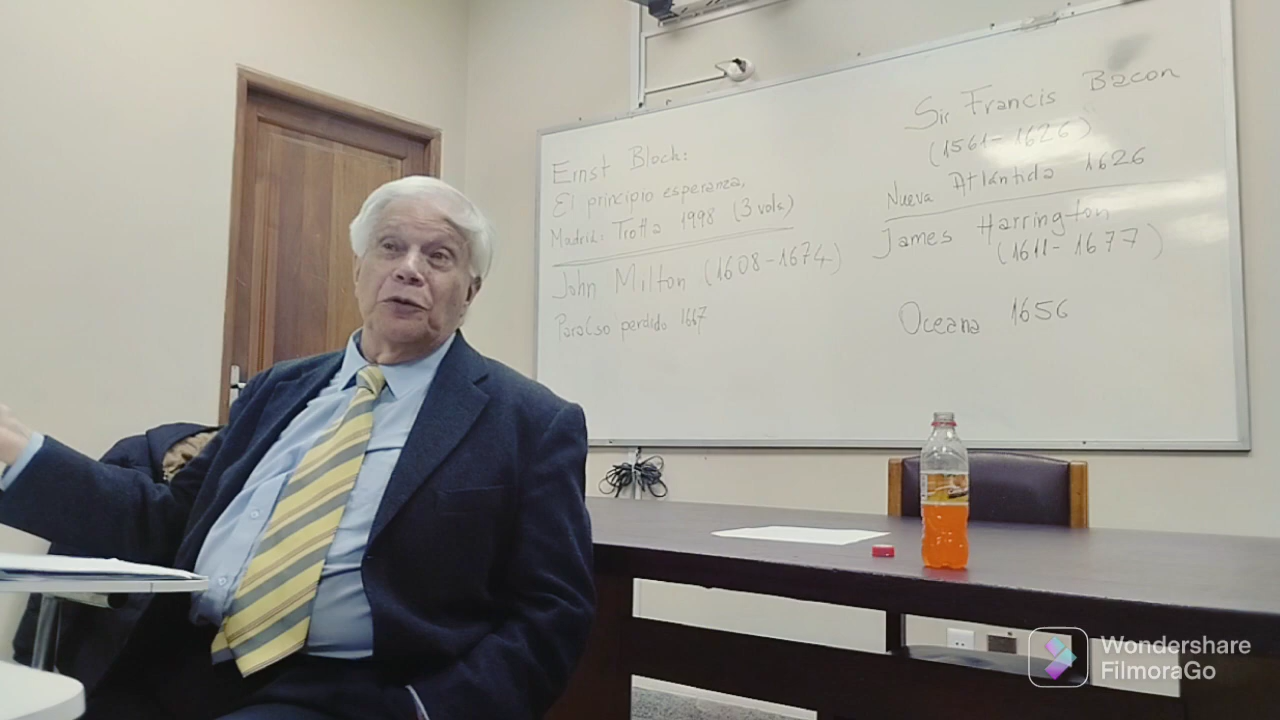 Ernst Bloch:
El principio esperanza,
Madrid: Trotta 1998 (3 vols)
John Milton (1608-1674)
Paraíso perdido 1667
Sir Francis Bacon
(1561-1626)
Nueva Atlántida 1626
James Harrington
(1611-1677)
Oceana 1656
Wondershare
FilmoraGo